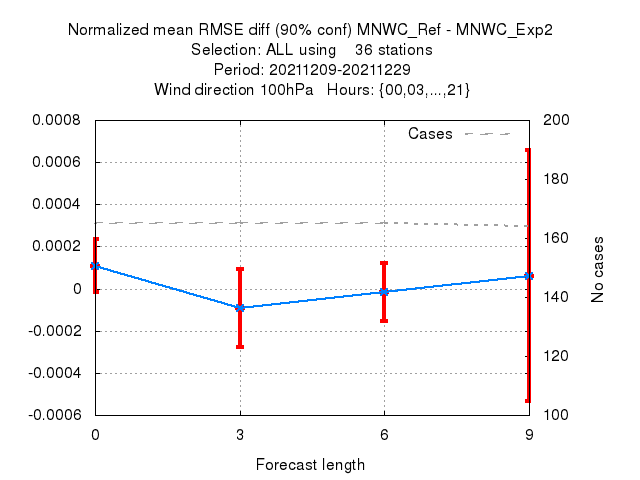 Normalized mean RMSE diff (90% conf) MNWC_Ref - MNWC_Exp2
Selection: ALL using    36 stations
Period: 20211209-20211229
Wind direction 100hPa   Hours: {00,03,...,21}
Cases
0.0008
0.0006
0.0004
0.0002
0
-0.0002
-0.0004
-0.0006
200
180
160
140
120
100
No cases
0
3
6
9
Forecast length